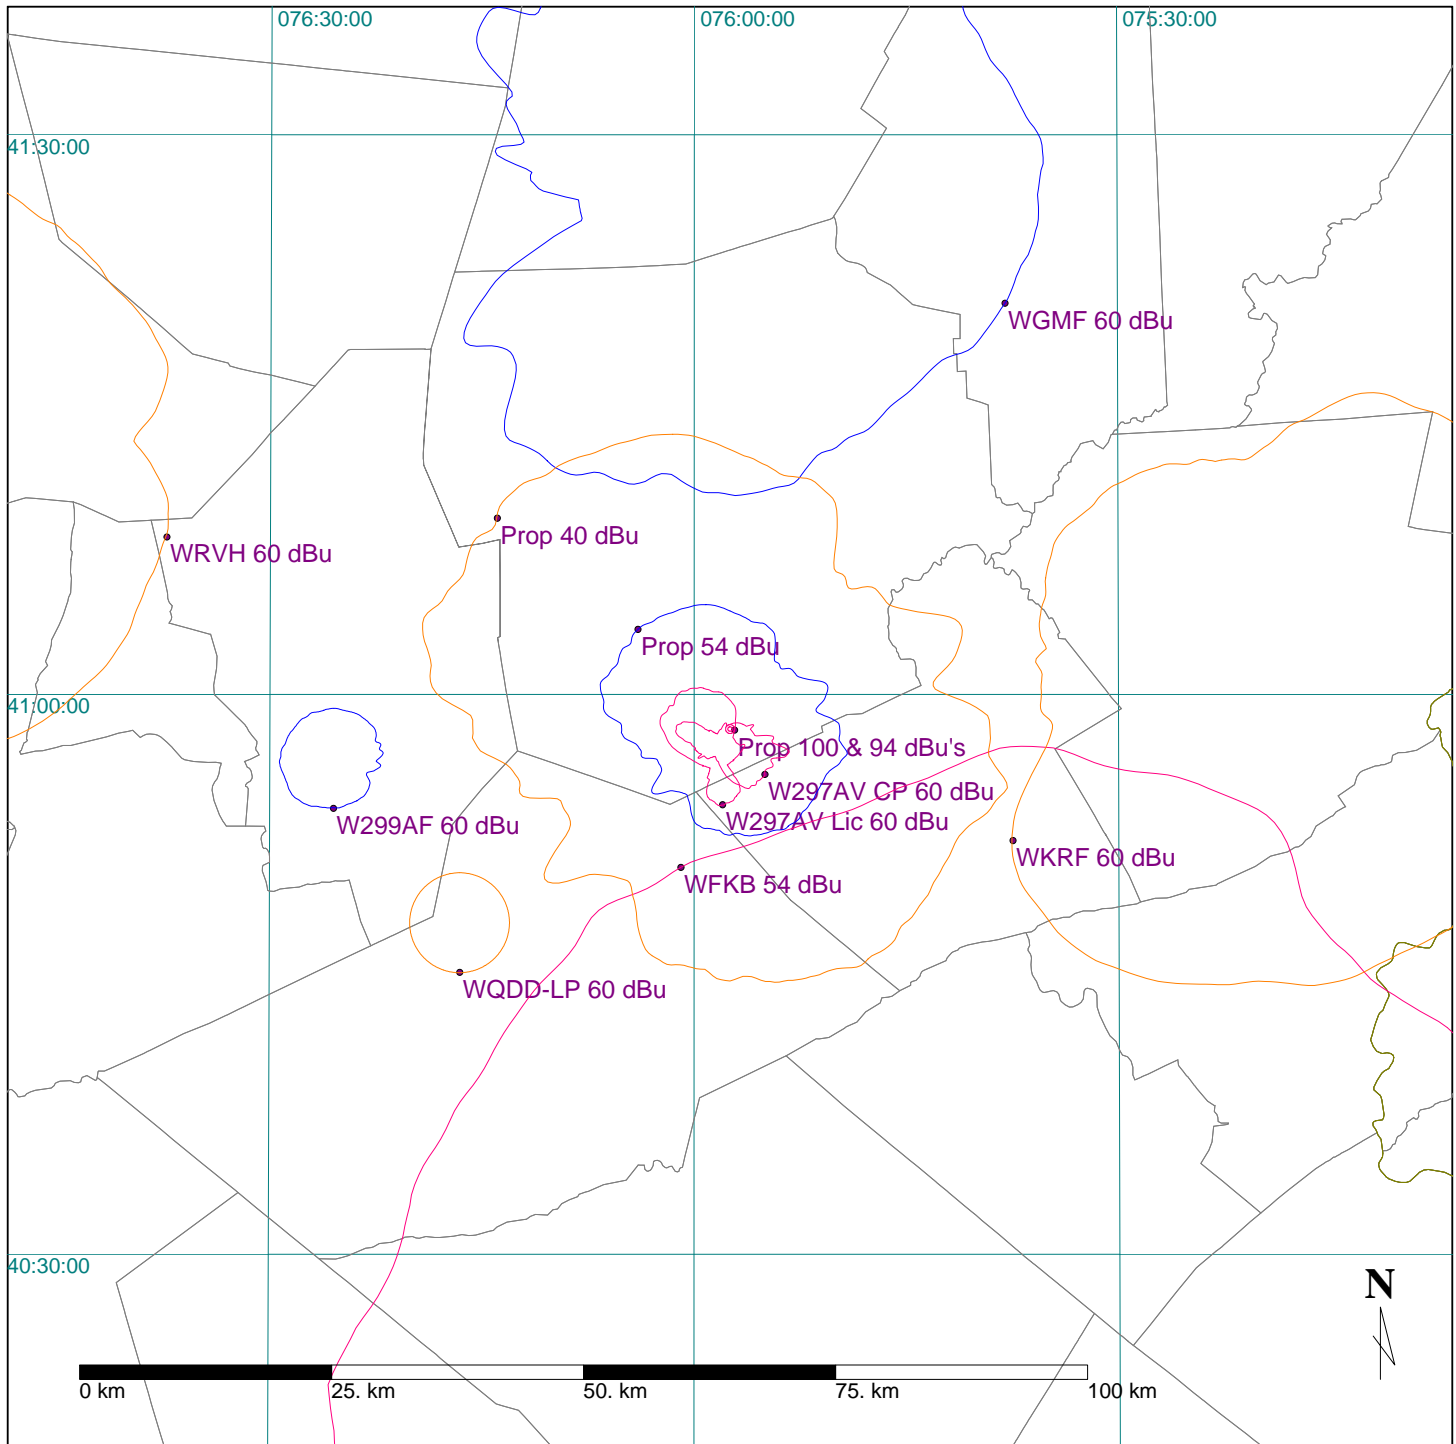 076:30:00
076:00:00
075:30:00
41:30:00
WGMF 60 dBu
Prop 40 dBu
WRVH 60 dBu
Prop 54 dBu
41:00:00
Prop 100 & 94 dBu's
W297AV CP 60 dBu
W299AF 60 dBu
W297AV Lic 60 dBu
WKRF 60 dBu
WFKB 54 dBu
WQDD-LP 60 dBu
40:30:00
N
0 km
25. km
50. km
75. km
100 km